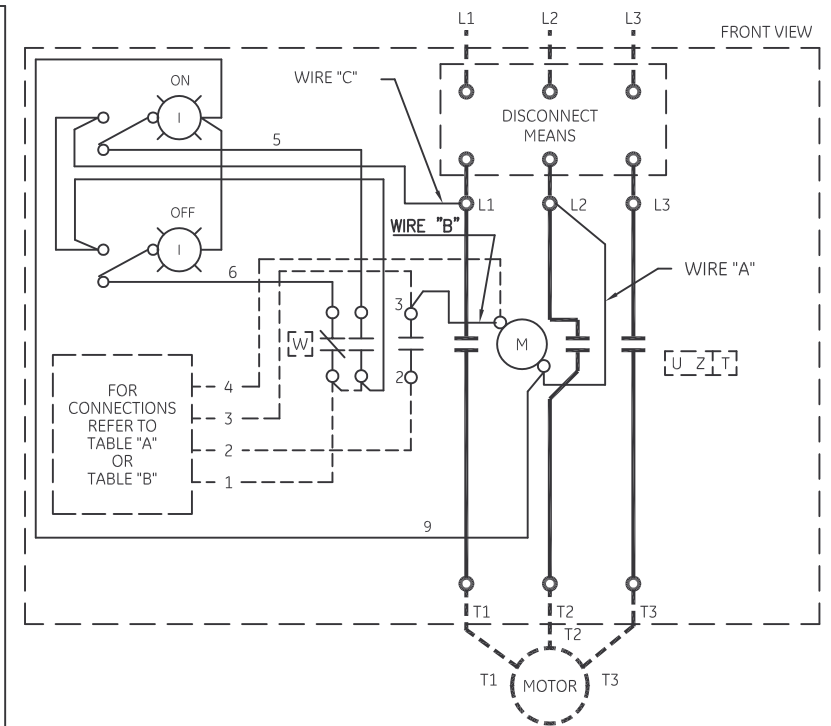 L1 L2 L3
FRONT VIEW
ON
WIRE "C"
I
DISCONNECT
MEANS
5
L1 L2 L3
OFF
WIRE "B"
I
WIRE "A"
6
3
W
M
U Z T
2
FOR
CONNECTIONS
REFER TO
TABLE "A"
OR
TABLE "B"
4
3
2
1
9
T1 T2 T3
T2
T1 MOTOR T3